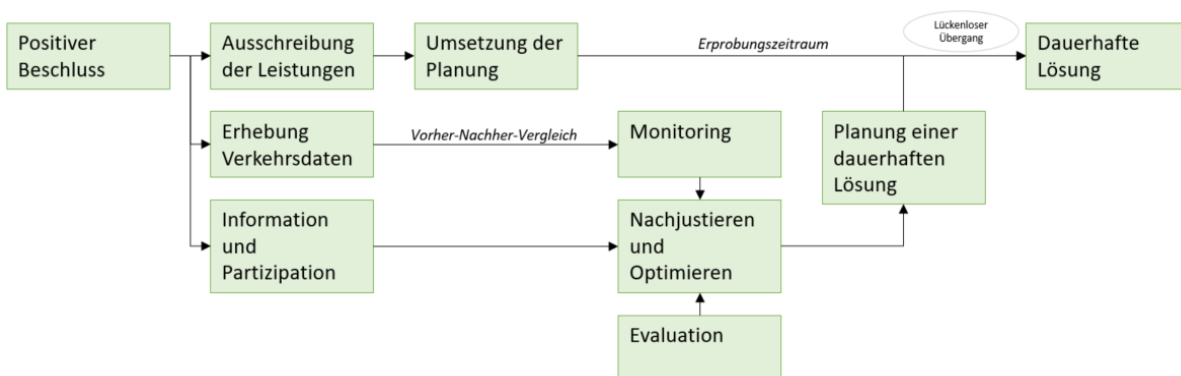 Positiver
Beschluss
Ausschreibung
der Leistungen
Umsetzung der
Planung
Erprobungszeitraum
Lückenloser
Übergang
Dauerhafte
Lösung
Erhebung
Verkehrsdaten
Vorher-Nachher-Vergleich
Monitoring
Planung einer
dauerhaften
Lösung
Information
und
Partizipation
Nachjustieren
und
Optimieren
Evaluation